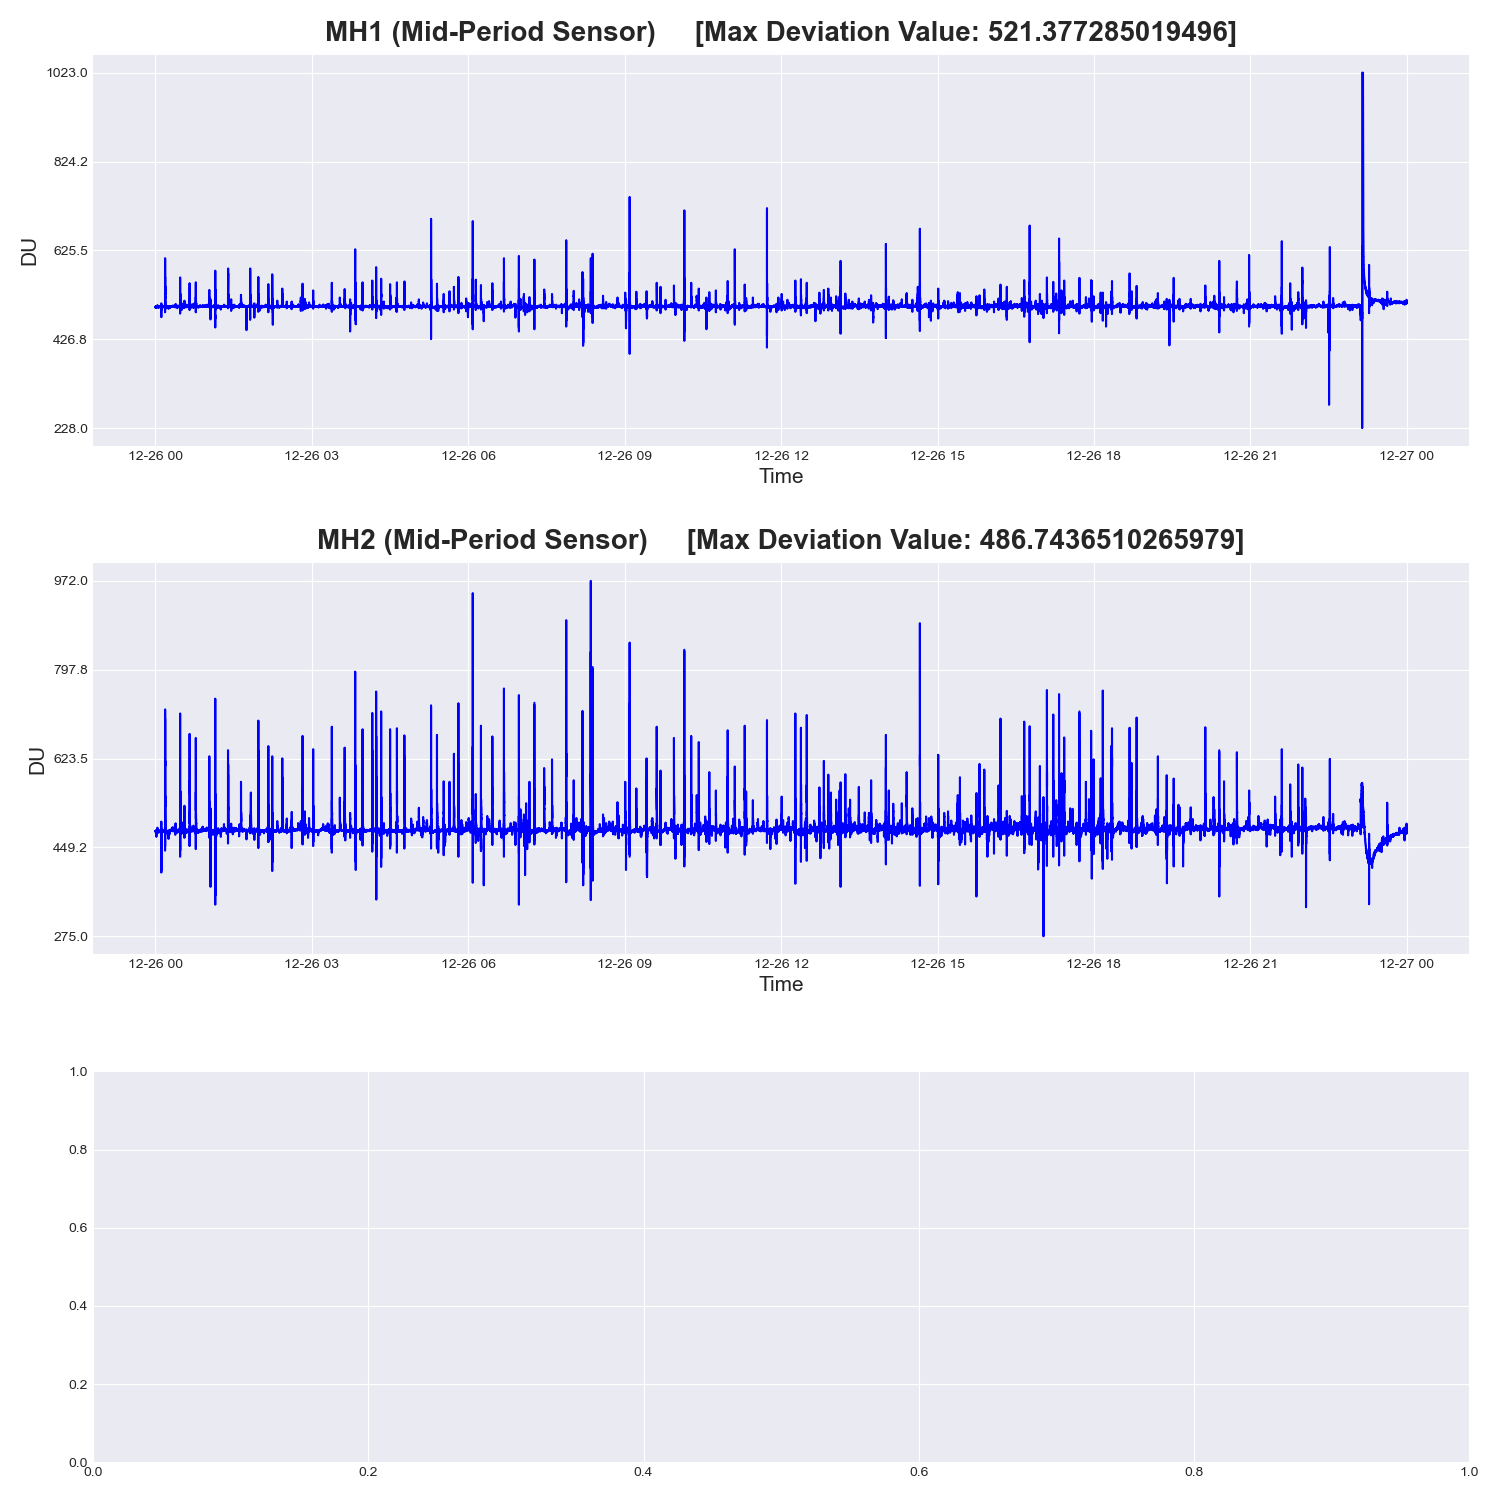 MH1 (Mid-Period Sensor) [Max Deviation Value: 521.377285019496]
1023.0
824.2
625.5
426.8
228.0
DU
12-26 00 12-26 03 12-26 06 12-26 09 12-26 12 12-26 15 12-26 18 12-26 21 12-27 00
Time
MH2 (Mid-Period Sensor) [Max Deviation Value: 486.7436510265979]
972.0
797.8
623.5
449.2
275.0
DU
12-26 00 12-26 03 12-26 06 12-26 09 12-26 12 12-26 15 12-26 18 12-26 21 12-27 00
Time
1.0
0.8
0.6
0.4
0.2
0.0
0.0 0.2 0.4 0.6 0.8 1.0